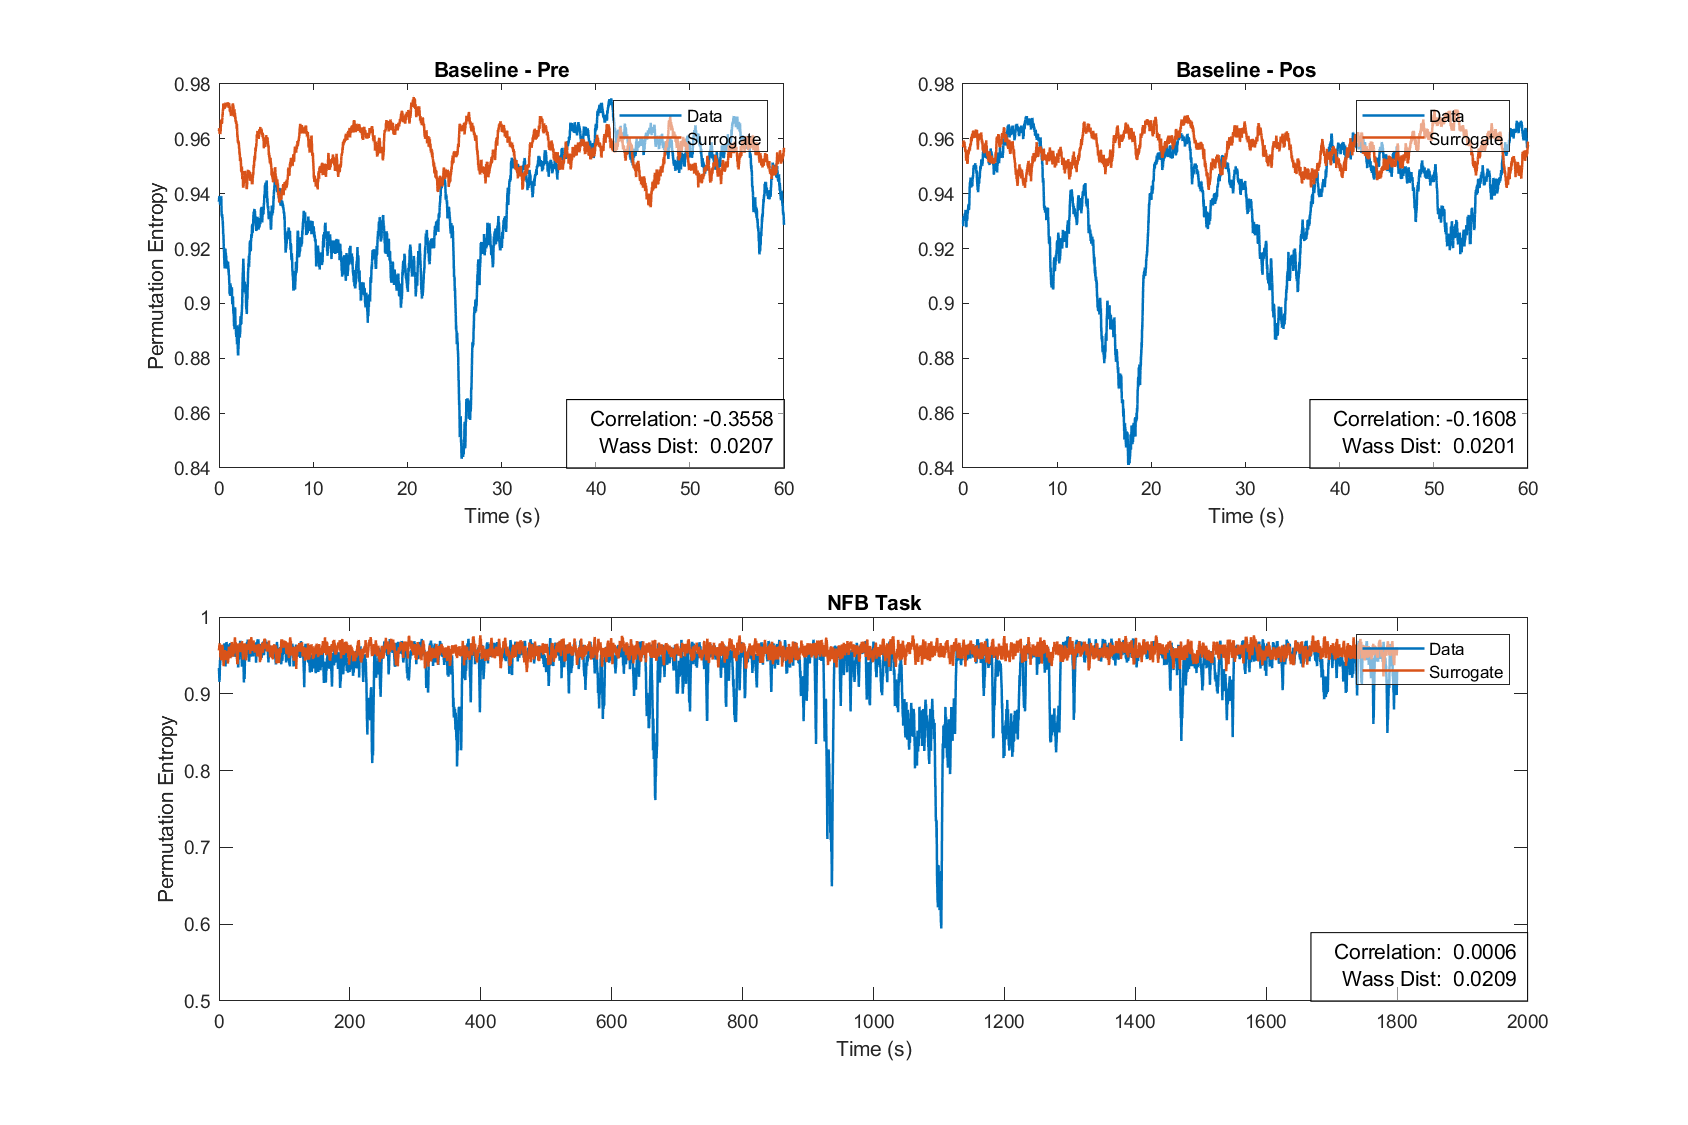 Baseline - Pre
0.98
0.96
0.94
0.92
0.9
0.88
0.86
0.84
Permutation Entropy
Data
Surrogate
Correlation: -0.3558
Wass Dist: 0.0207
0 10 20 30 40 50 60
Time (s)
Baseline - Pos
0.98
0.96
0.94
0.92
0.9
0.88
0.86
0.84
Data
Surrogate
Correlation: -0.1608
Wass Dist: 0.0201
0 10 20 30 40 50 60
Time (s)
NFB Task
1
0.9
0.8
0.7
0.6
0.5
Permutation Entropy
Data
Surrogate
Correlation: 0.0006
Wass Dist: 0.0209
0 200 400 600 800 1000 1200 1400 1600 1800 2000
Time (s)